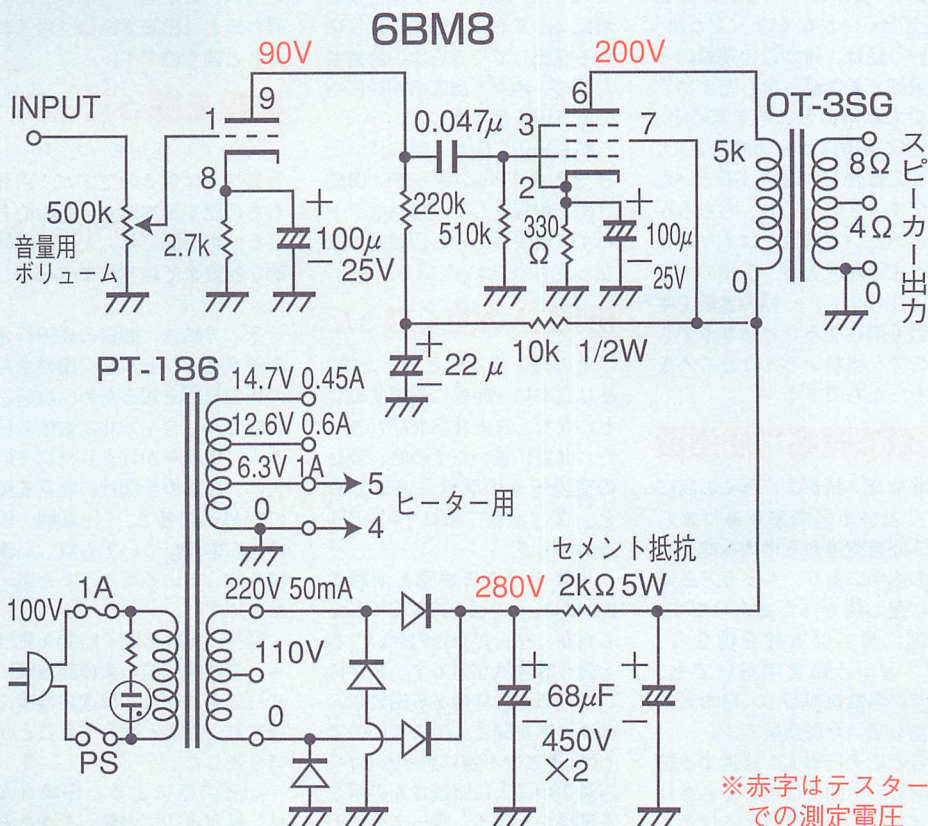 6BM8
90V
200V
INPUT
9
1
8
500k
音量用
ボリューム
2.7k
100μ
25V
0.047μ
220k
510k
3
6
7
2
330
Ω
100μ
25V
OT-3SG
5k
0
8Ω
4Ω
0
スピーカー出力
22μ
10k 1/2W
PT-186
14.7V 0.45A
12.6V 0.6A
6.3V 1A
0
5
4
ヒーター用
100V
1A
PS
220V 50mA
110V
0
280V
セメント抵抗
2kΩ5W
68μF
450V
×2
※赤字はテスター
での測定電圧